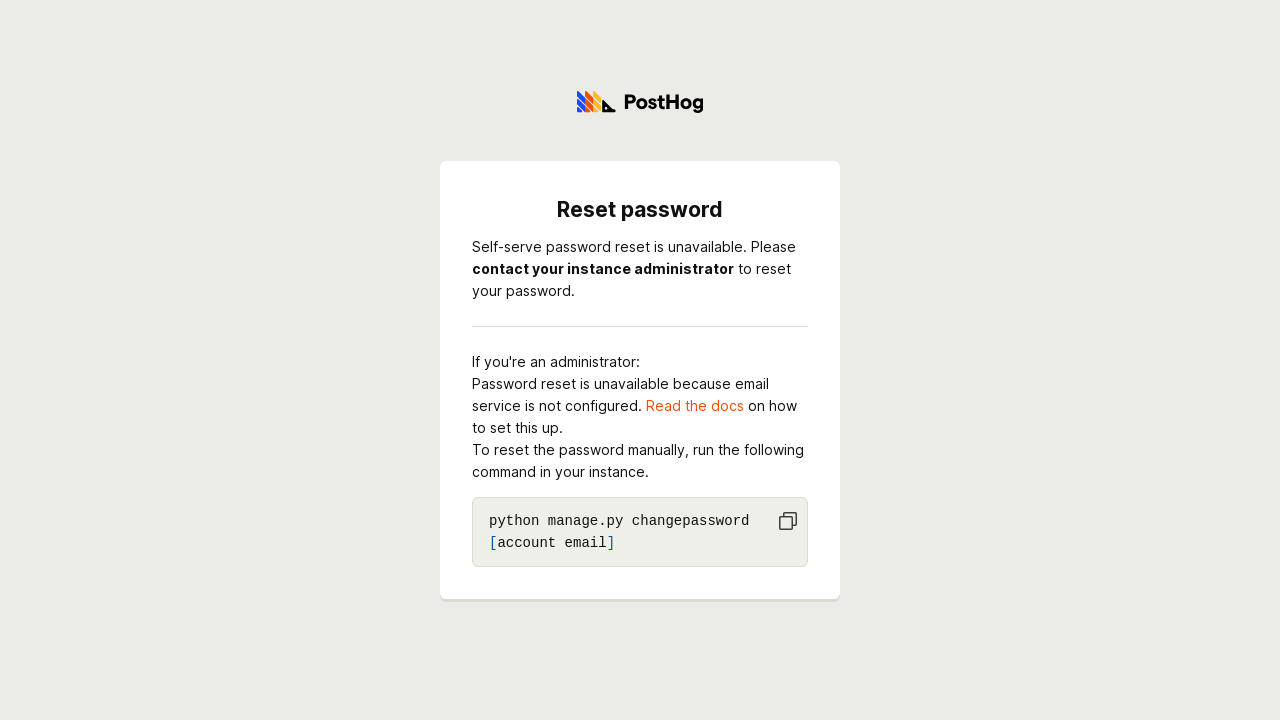 PostHog
Reset password
Self-serve password reset is unavailable. Please
contact your instance administrator to reset
your password.
If you're an administrator:
Password reset is unavailable because email
service is not configured. Read the docs on how
to set this up.
To reset the password manually, run the following
command in your instance.
python manage.py changepassword
[account email]